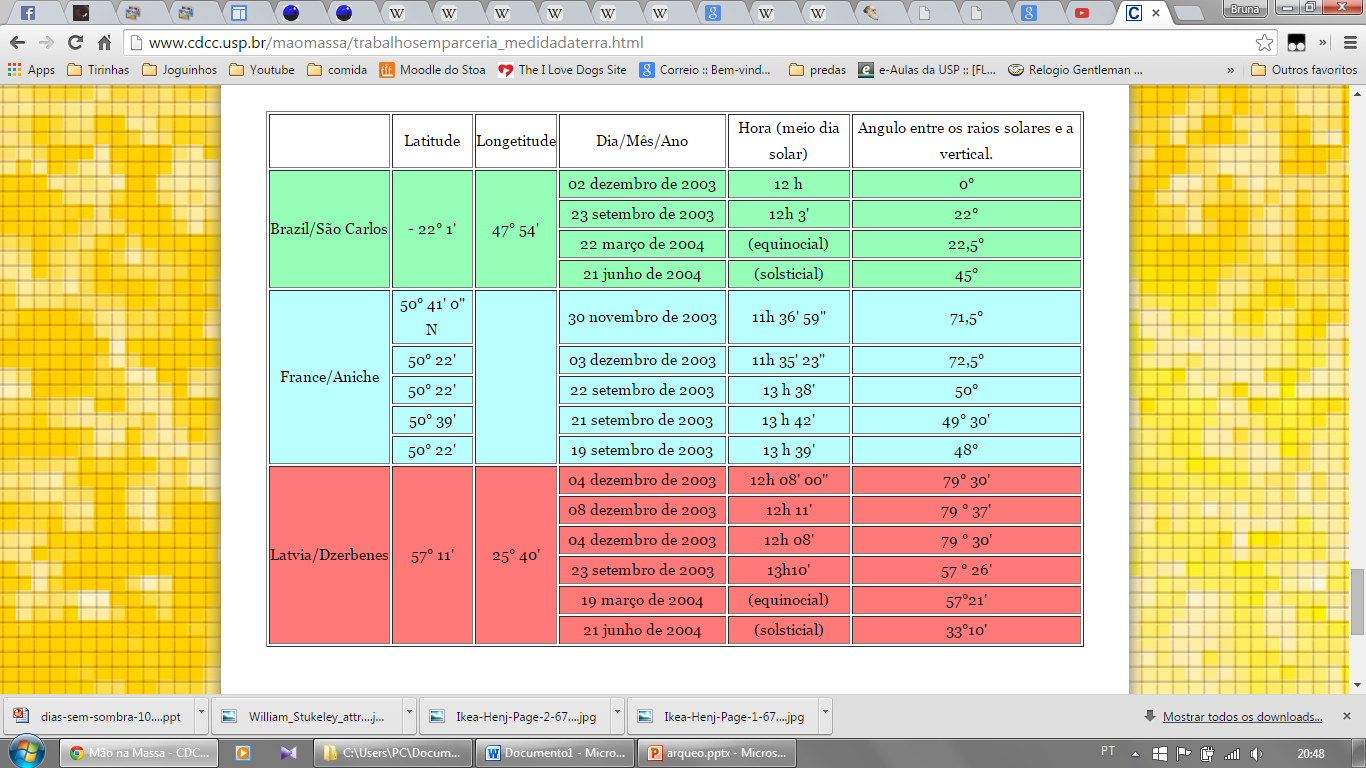 Bruna
www.cdcc.usp.br/maomassa/trabalhosemparceria_medidadaterra.html
Apps Tirinhas Joguinhos Youtube comida Moodle do Stoa The I Love Dogs Site Correio :: Bem-vind... predas e-Aulas da USP :: [FL... Relogio Gentleman ... » Outros favoritos
Latitude Longetitude Dia/Mês/Ano Hora (meio dia solar) Angulo entre os raios solares e a vertical.
Brazil/São Carlos - 22° 1' 47° 54' 02 dezembro de 2003 12 h 0°
23 setembro de 2003 12h 3' 22°
22 março de 2004 (equinocial) 22,5°
21 junho de 2004 (solsticial) 45°
France/Aniche 50° 41' 0" N 30 novembro de 2003 11h 36' 59" 71,5°
50° 22' 03 dezembro de 2003 11h 35' 23" 72,5°
50° 22' 22 setembro de 2003 13 h 38' 50°
50° 39' 21 setembro de 2003 13 h 42' 49° 30'
50° 22' 19 setembro de 2003 13 h 39' 48°
Latvia/Dzerbenes 57° 11' 25° 40' 04 dezembro de 2003 12h 08' 00" 79° 30'
08 dezembro de 2003 12h 11' 79 ° 37'
04 dezembro de 2003 12h 08' 79 ° 30'
23 setembro de 2003 13h10' 57 ° 26'
19 março de 2004 (equinocial) 57°21'
21 junho de 2004 (solsticial) 33°10'
dias-sem-sombra-10....ppt William_Stukeley_attr....j... Ikea-Henj-Page-2-67....jpg Ikea-Henj-Page-1-67....jpg Mostrar todos os downloads...
Mão na Massa - CDC... C:\Users\PC\Docum... Documento1 - Micro... arqueo.pptx - Micros... PT 20:48